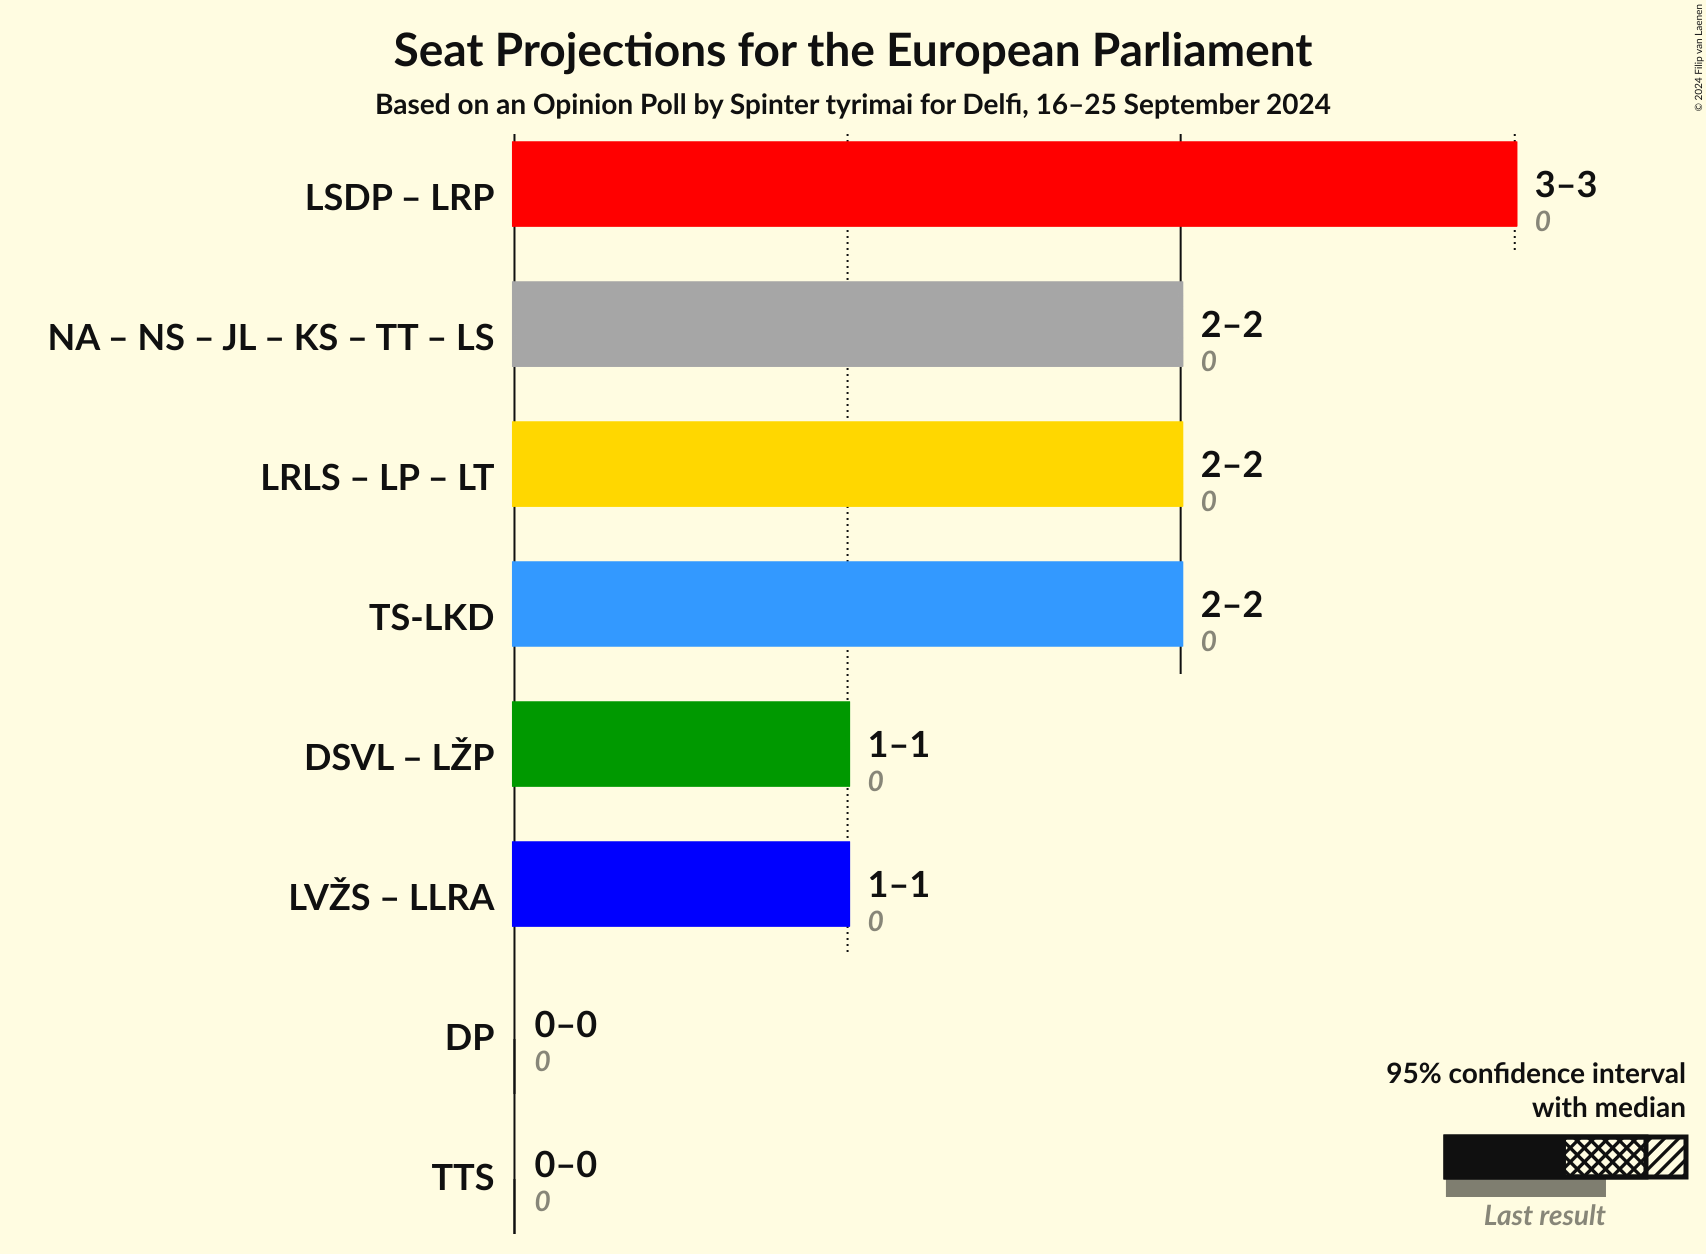 Seat Projections for the European Parliament
Based on an Opinion Poll by Spinter tyrimai for Delfi, 16–25 September 2024
© 2024 Filip van Laenen
LSDP – LRP
3–3
0
NA – NS – JL – KS – TT – LS
2–2
0
LRLS – LP – LT
2–2
0
TS-LKD
2–2
0
DSVL – LŽP
1–1
0
LVŽS – LLRA
1–1
0
DP
0–0
0
TTS
0–0
0
95% confidence interval
with median
Last result